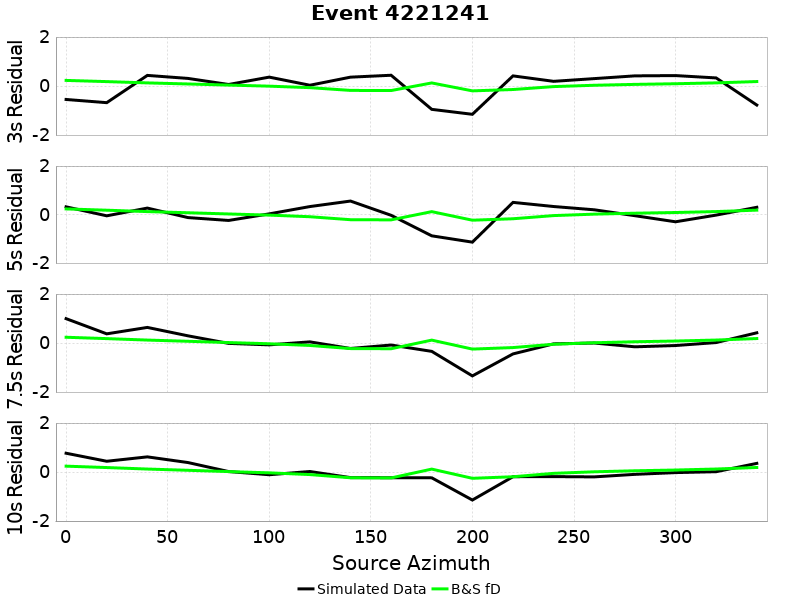 Event 4221241
3s Residual
2
0
-2
5s Residual
2
0
-2
7.5s Residual
2
0
-2
10s Residual
2
0
-2
0 50 100 150 200 250 300
Source Azimuth
Simulated Data B&S fD